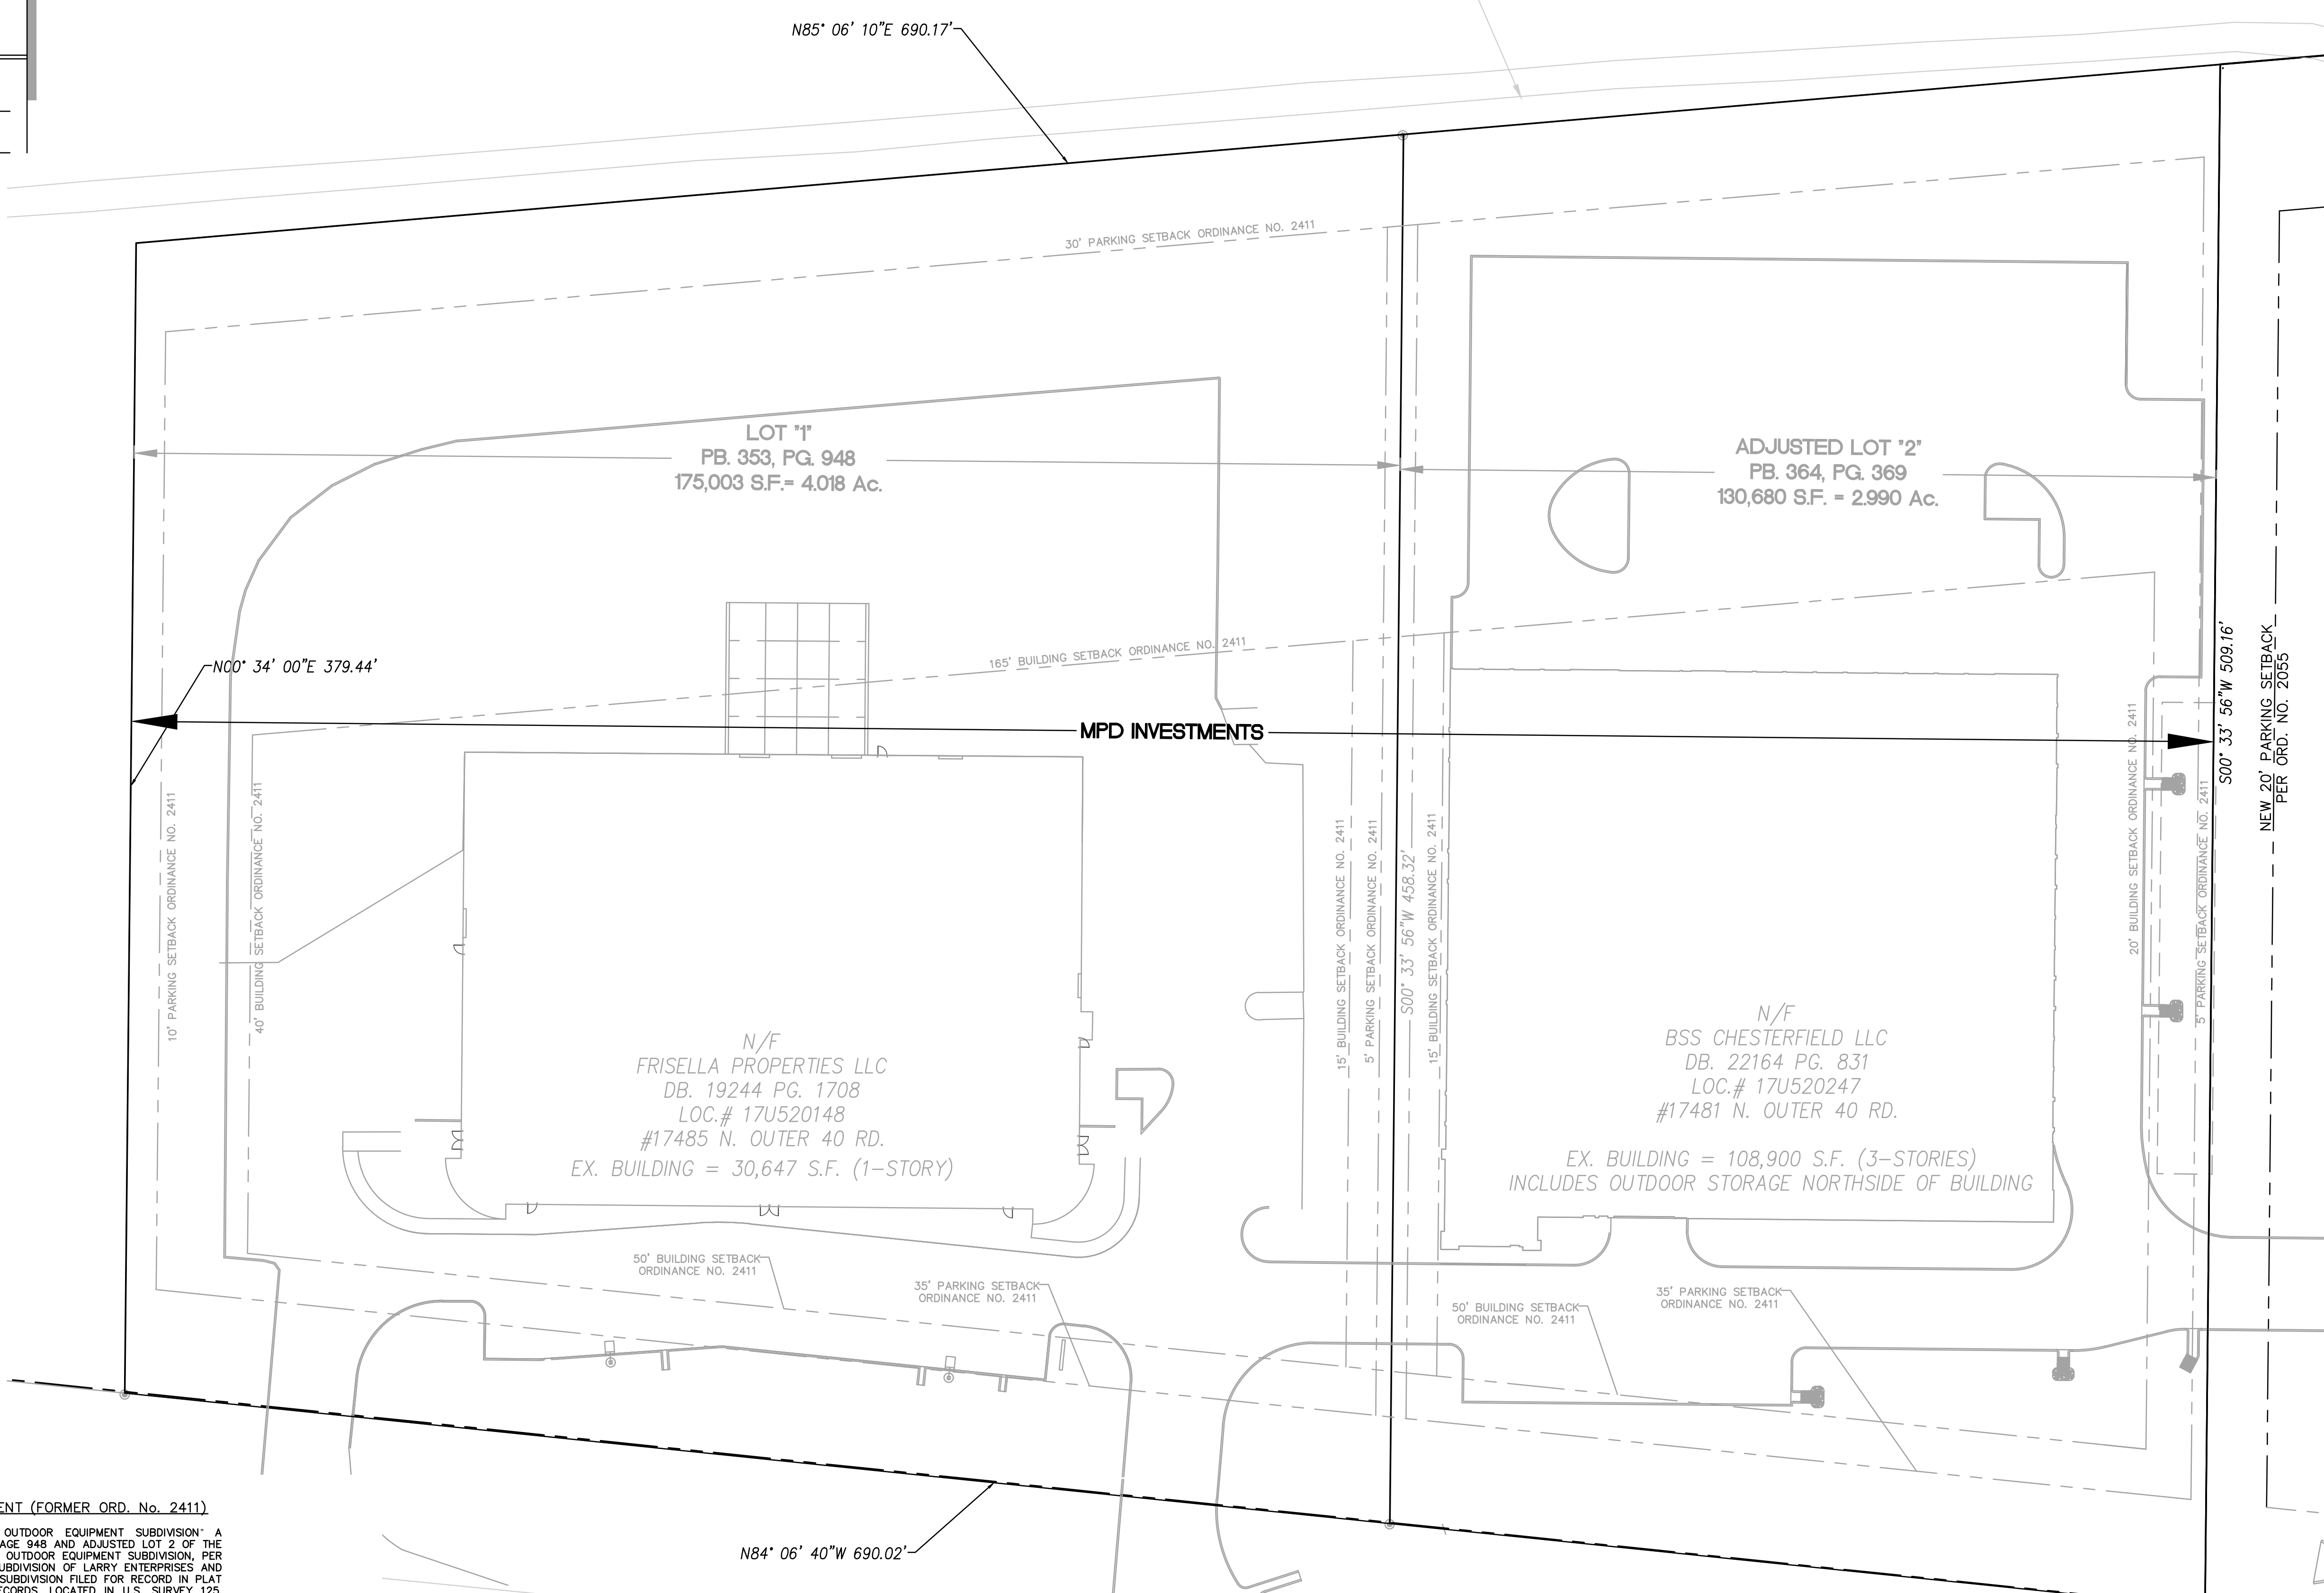 N85° 06' 10"E 690.17'
30' PARKING SETBACK ORDINANCE NO. 2411
LOT "1"
PB. 353, PG. 948
175,003 S.F.= 4.018 Ac.
ADJUSTED LOT "2"
PB. 364, PG. 369
130,680 S.F. = 2.990 Ac.
165' BUILDING SETBACK ORDINANCE NO. 2411
N00° 34' 00"E 379.44'
MPD INVESTMENTS
S00° 33' 56"W 509.16'
NEW 20' PARKING SETBACK
PER ORD. NO. 2055
10' PARKING SETBACK ORDINANCE NO. 2411
40' BUILDING SETBACK ORDINANCE NO. 2411
15' BUILDING SETBACK ORDINANCE NO. 2411
5' PARKING SETBACK ORDINANCE NO. 2411
S00° 33' 56"W 458.32'
15' BUILDING SETBACK ORDINANCE NO. 2411
20' BUILDING SETBACK ORDINANCE NO. 2411
5' PARKING SETBACK ORDINANCE NO. 2411
N/F
FRISELLA PROPERTIES LLC
DB. 19244 PG. 1708
LOC.# 17U520148
#17485 N. OUTER 40 RD.
EX. BUILDING = 30,647 S.F. (1-STORY)
N/F
BSS CHESTERFIELD LLC
DB. 22164 PG. 831
LOC.# 17U520247
#17481 N. OUTER 40 RD.
EX. BUILDING = 108,900 S.F. (3-STORIES)
INCLUDES OUTDOOR STORAGE NORTHSIDE OF BUILDING
50' BUILDING SETBACK
ORDINANCE NO. 2411
35' PARKING SETBACK
ORDINANCE NO. 2411
50' BUILDING SETBACK
ORDINANCE NO. 2411
35' PARKING SETBACK
ORDINANCE NO. 2411
N84° 06' 40"W 690.02'
ENT (FORMER ORD. No. 2411)
OUTDOOR EQUIPMENT SUBDIVISION" A
AGE 948 AND ADJUSTED LOT 2 OF THE
OUTDOOR EQUIPMENT SUBDIVISION, PER
UBDIVISION OF LARRY ENTERPRISES AND
SUBDIVISION FILED FOR RECORD IN PLAT
ECORDS, LOCATED IN U.S. SURVEY 125,